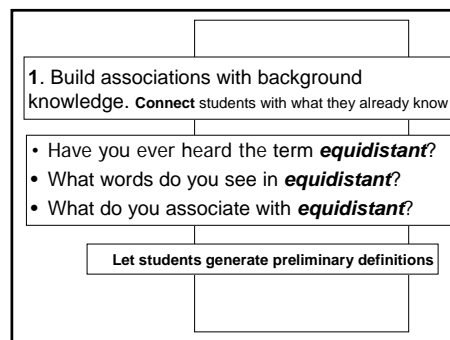 1. Build associations with background
knowledge. Connect students with what they already know
• Have you ever heard the term equidistant?
• What words do you see in equidistant?
• What do you associate with equidistant?
Let students generate preliminary definitions